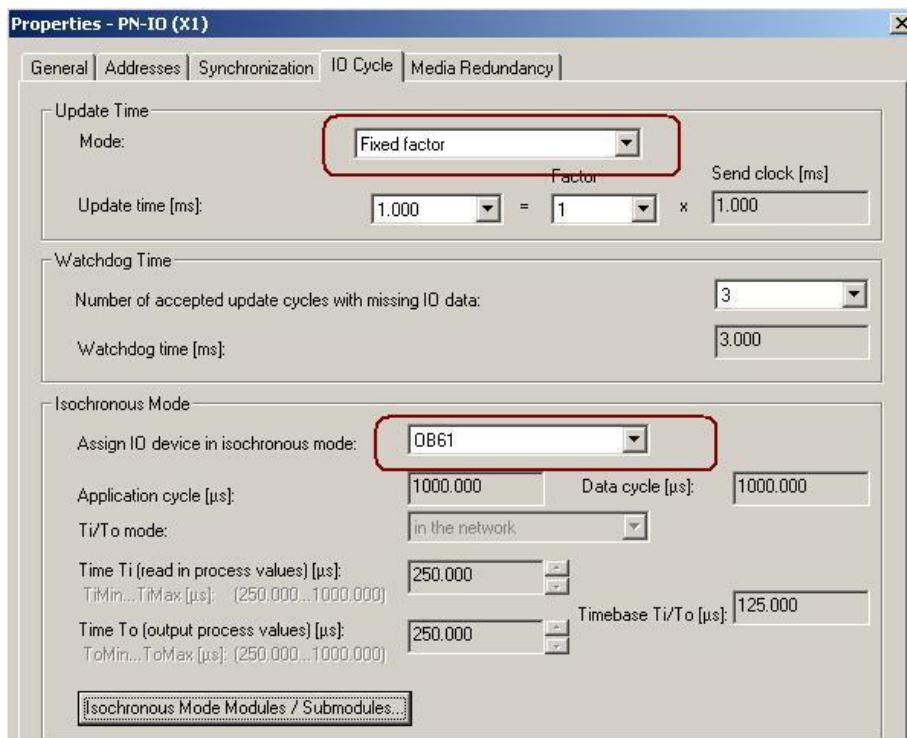 Properties - PN-IO (X1)
General Addresses Synchronization IO Cycle Media Redundancy
Update Time
Mode: Fixed factor
Factor Send clock [ms]
Update time [ms]: 1.000 = 1 x 1.000
Watchdog Time
Number of accepted update cycles with missing IO data: 3
Watchdog time [ms]: 3.000
Isochronous Mode
Assign IO device in isochronous mode: OB61
Application cycle [µs]: 1000.000 Data cycle [µs]: 1000.000
Ti/To mode: in the network
Time Ti (read in process values) [µs]: 250.000
TiMin...TiMax [µs]: (250.000...1000.000)
Timebase Ti/To [µs]: 125.000
Time To (output process values) [µs]: 250.000
ToMin...ToMax [µs]: (250.000...1000.000)
Isochronous Mode Modules / Submodules...